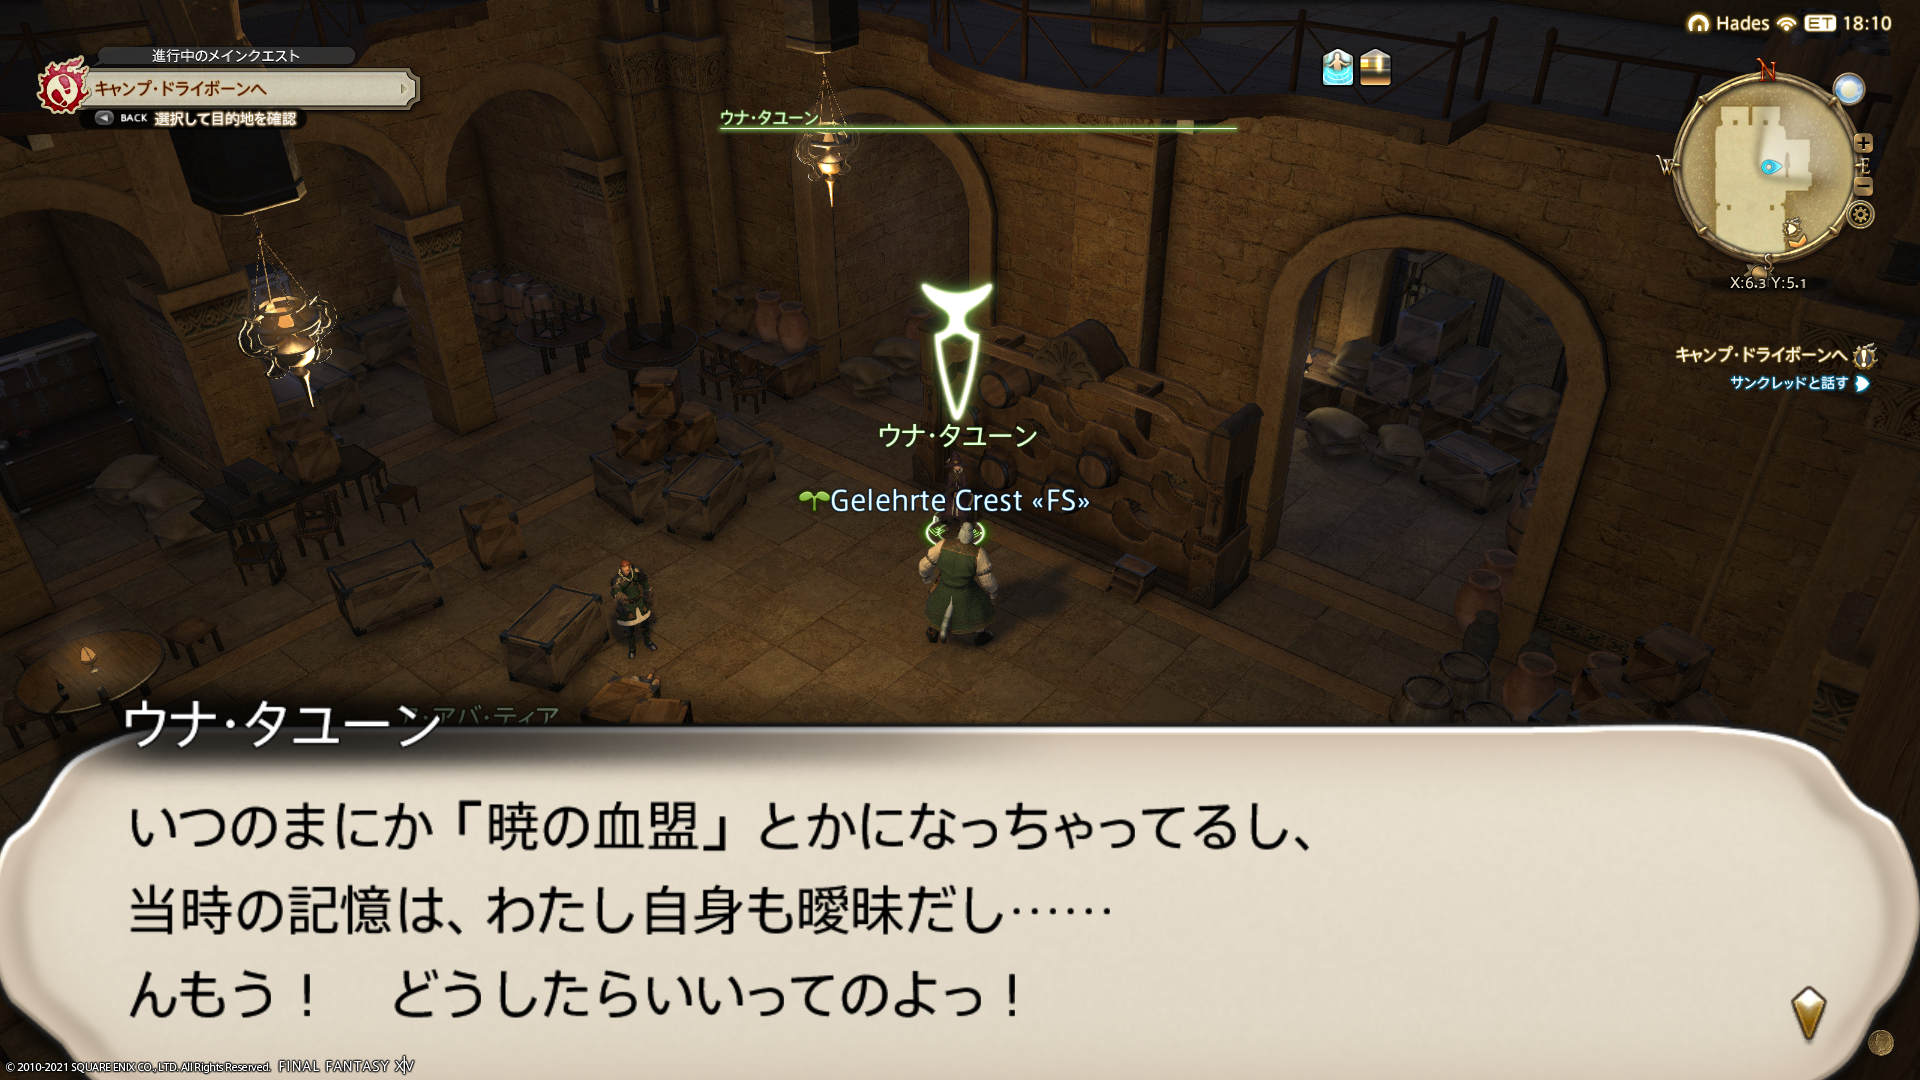 進行中のメインクエスト
キャンプ・ドライボーンへ
BACK 選択して目的地を確認
ウナ・タユーン
Hades ET 18:10
N
W
E
S
X:6.3 Y:5.1
キャンプ・ドライボーンへ
サンクレッドと話す
ウナ・タユーン
Gelehrte Crest «FS»
アバ・ティア
ウナ・タユーン
いつのまにか「暁の血盟」とかになっちゃってるし、
当時の記憶は、わたし自身も曖昧だし……
んもう！　どうしたらいいってのよっ！
© 2010-2021 SQUARE ENIX CO., LTD. All Rights Reserved. FINAL FANTASY XIV